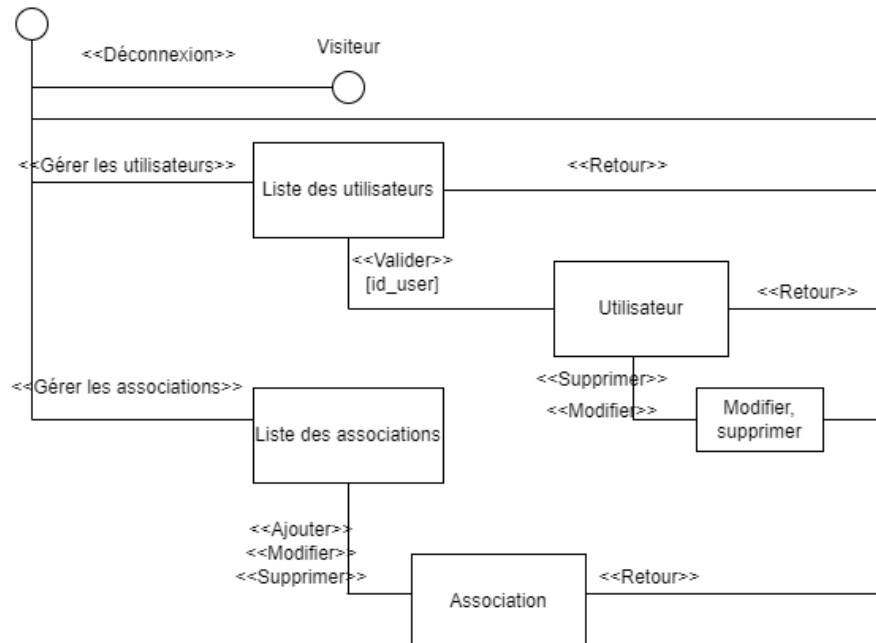 Visiteur
<<Déconnexion>>
<<Gérer les utilisateurs>>
Liste des utilisateurs
<<Retour>>
<<Valider>>
[id_user]
Utilisateur
<<Retour>>
<<Supprimer>>
<<Modifier>>
Modifier,
supprimer
<<Gérer les associations>>
Liste des associations
<<Ajouter>>
<<Modifier>>
<<Supprimer>>
Association
<<Retour>>